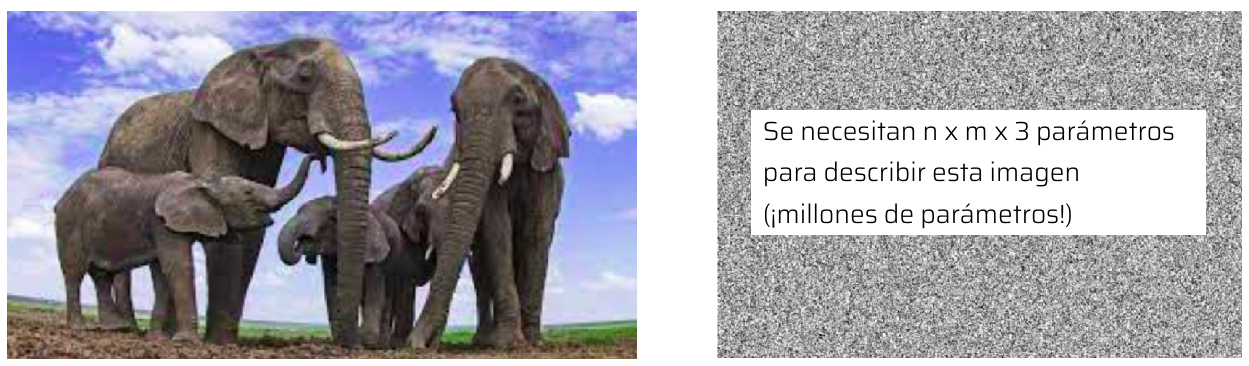 Se necesitan n x m x 3 parámetros
para describir esta imagen
(¡millones de parámetros!)